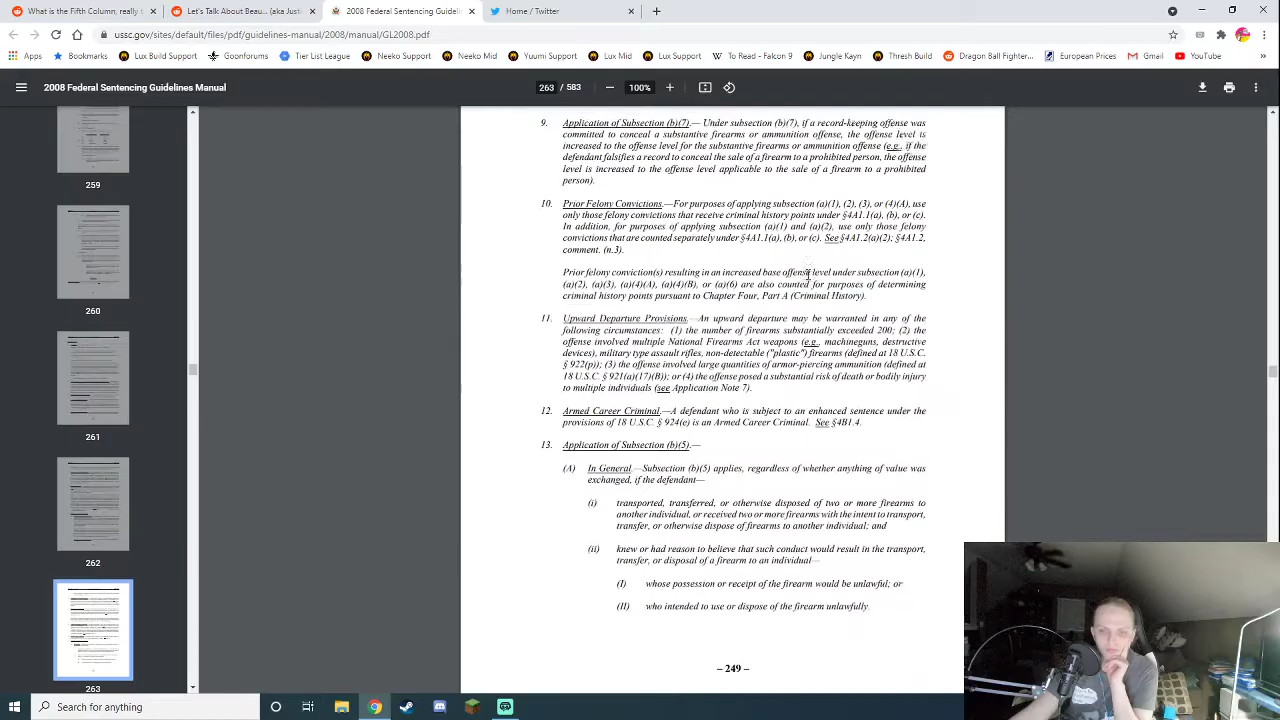 What is the Fifth Column, really
Let's Talk About Beau... (aka Just
2008 Federal Sentencing Guideli
Home / Twitter
ussc.gov/sites/default/files/pdf/guidelines-manual/2008/manual/GL2008.pdf
Apps
Bookmarks
Lux Build Support
Gnopforums
Tier List League
Neeko Supp
Neeko Mid
Yuumi Support
Lux Mid
Lux Support
To Read - Falcon 9
Jungle Kayn
Reddit
Dragon Ball Fighter...
European Prices
Gmail
YouTube
2008 Federal Sentencing Guidelines Manual
263 / 583
100%
259
260
261
262
263
9. Application of Subsection (b)(7).— Under subsection (b)(7), if a record-keeping offense was
committed to conceal a substantive firearms or ammunition offense, the offense level is
increased to the offense level for the substantive firearms or ammunition offense (e.g., if the
defendant falsifies a record to conceal the sale of a firearm to a prohibited person, the offense
level is increased to the offense level applicable to the sale of a firearm to a prohibited
person).
10. Prior Felony Convictions.—For purposes of applying subsection (a)(1), (2), (3), or (4)(A), use
only those felony convictions that receive criminal history points under §4A1.1(a), (b), or (c).
In addition, for purposes of applying subsection (a)(1) and (a)(2), use only those felony
convictions that are counted separately under §4A1.1(a), (b), or (c). See §4A1.2(a)(2); §4A1.2,
comment. (n.3).
Prior felony conviction(s) resulting in an increased base offense level under subsection (a)(1),
(a)(2), (a)(3), (a)(4)(A), (a)(4)(B), or (a)(6) are also counted for purposes of determining
criminal history points pursuant to Chapter Four, Part A (Criminal History).
11. Upward Departure Provisions.—An upward departure may be warranted in any of the
following circumstances: (1) the number of firearms substantially exceeded 200; (2) the
offense involved multiple National Firearms Act weapons (e.g., machineguns, destructive
devices), military type assault rifles, non-detectable ("plastic") firearms (defined at 18 U.S.C.
§ 922(p)); (3) the offense involved large quantities of armor-piercing ammunition (defined at
18 U.S.C. § 921(a)(17)(B)); or (4) the offense posed a substantial risk of death or bodily injury
to multiple individuals (see Application Note 7).
12. Armed Career Criminal.—A defendant who is subject to an enhanced sentence under the
provisions of 18 U.S.C. § 924(e) is an Armed Career Criminal. See §4B1.4.
13. Application of Subsection (b)(5).—
(A) In General.—Subsection (b)(5) applies, regardless of whether anything of value was
exchanged, if the defendant—
(i) transported, transferred, or otherwise disposed of two or more firearms to
another individual, or received two or more firearms with the intent to transport,
transfer, or otherwise dispose of firearms to another individual; and
(ii) knew or had reason to believe that such conduct would result in the transport,
transfer, or disposal of a firearm to an individual—
(I) whose possession or receipt of the firearm would be unlawful; or
(II) who intended to use or dispose of the firearm unlawfully.
– 249 –
Type here to search